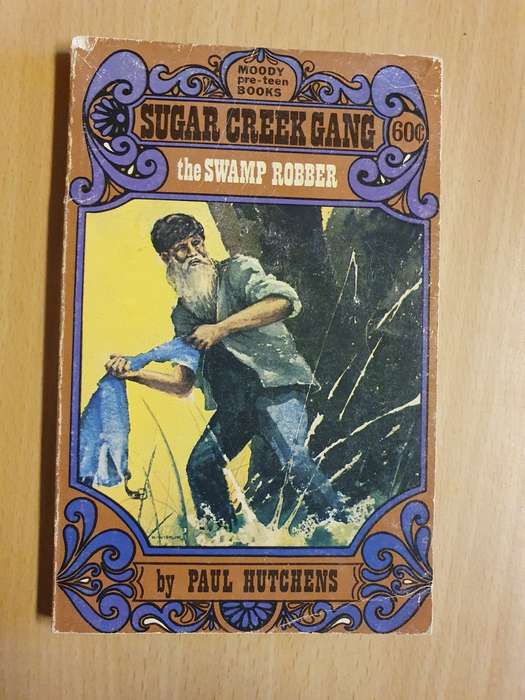 MOODY
pre-teen
BOOKS
SUGAR CREEK GANG 60¢
the SWAMP ROBBER
by PAUL HUTCHENS